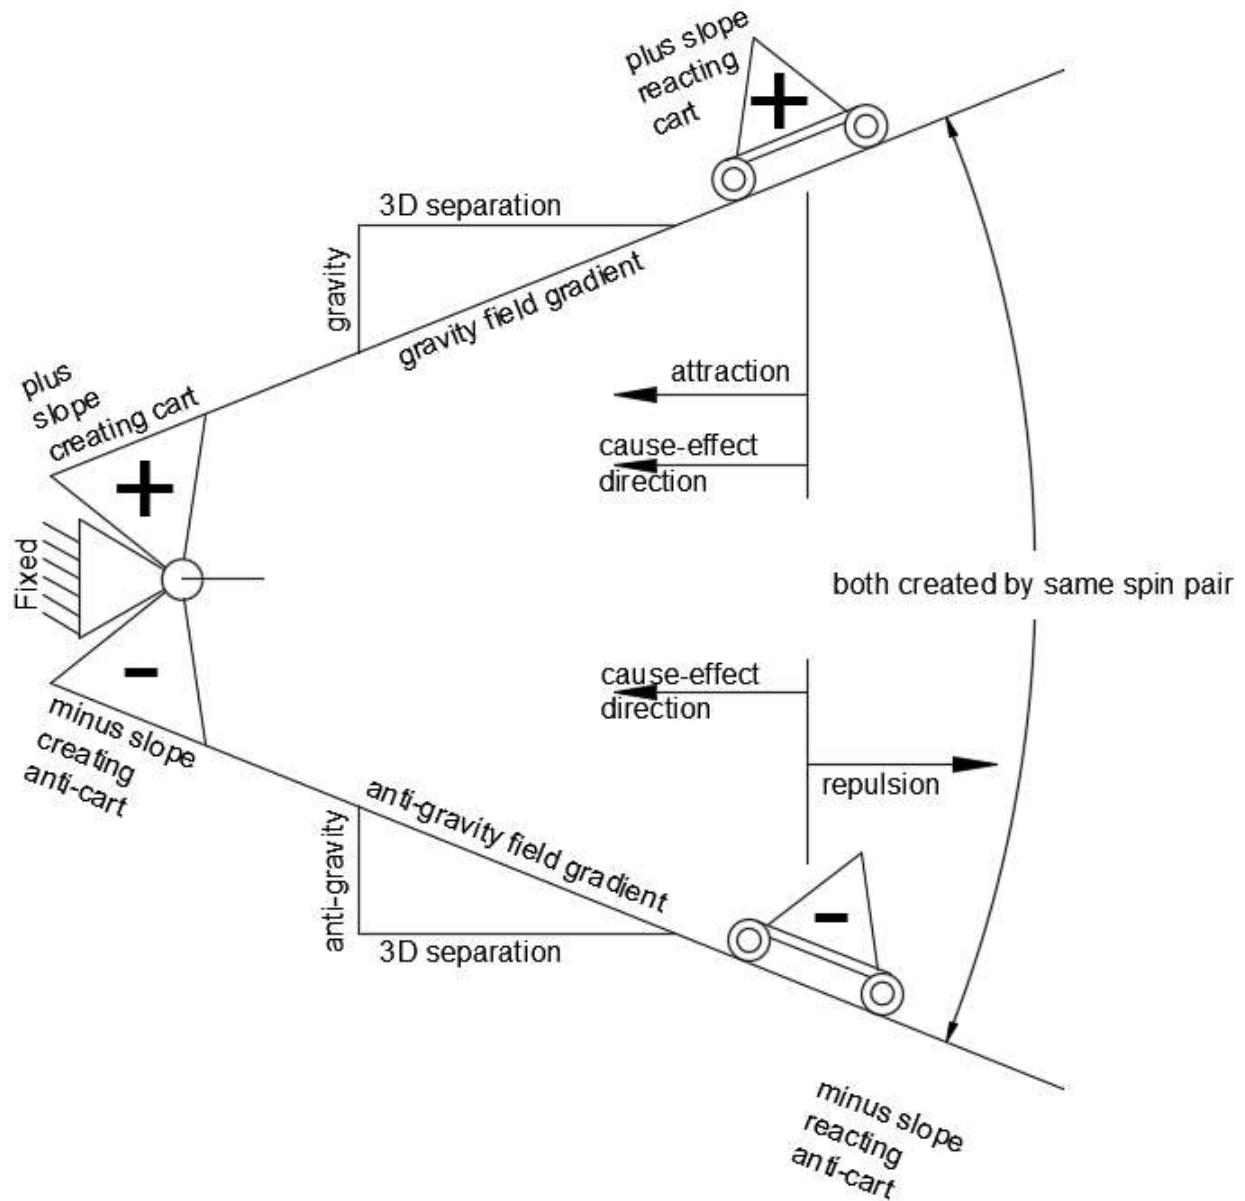 plus slope
reacting
cart
+
3D separation
gravity
gravity field gradient
plus
slope
creating cart
+
attraction
cause-effect
direction
Fixed
both created by same spin pair
-
cause-effect
direction
minus slope
creating
anti-cart
repulsion
anti-gravity field gradient
anti-gravity
3D separation
-
minus slope
reacting
anti-cart